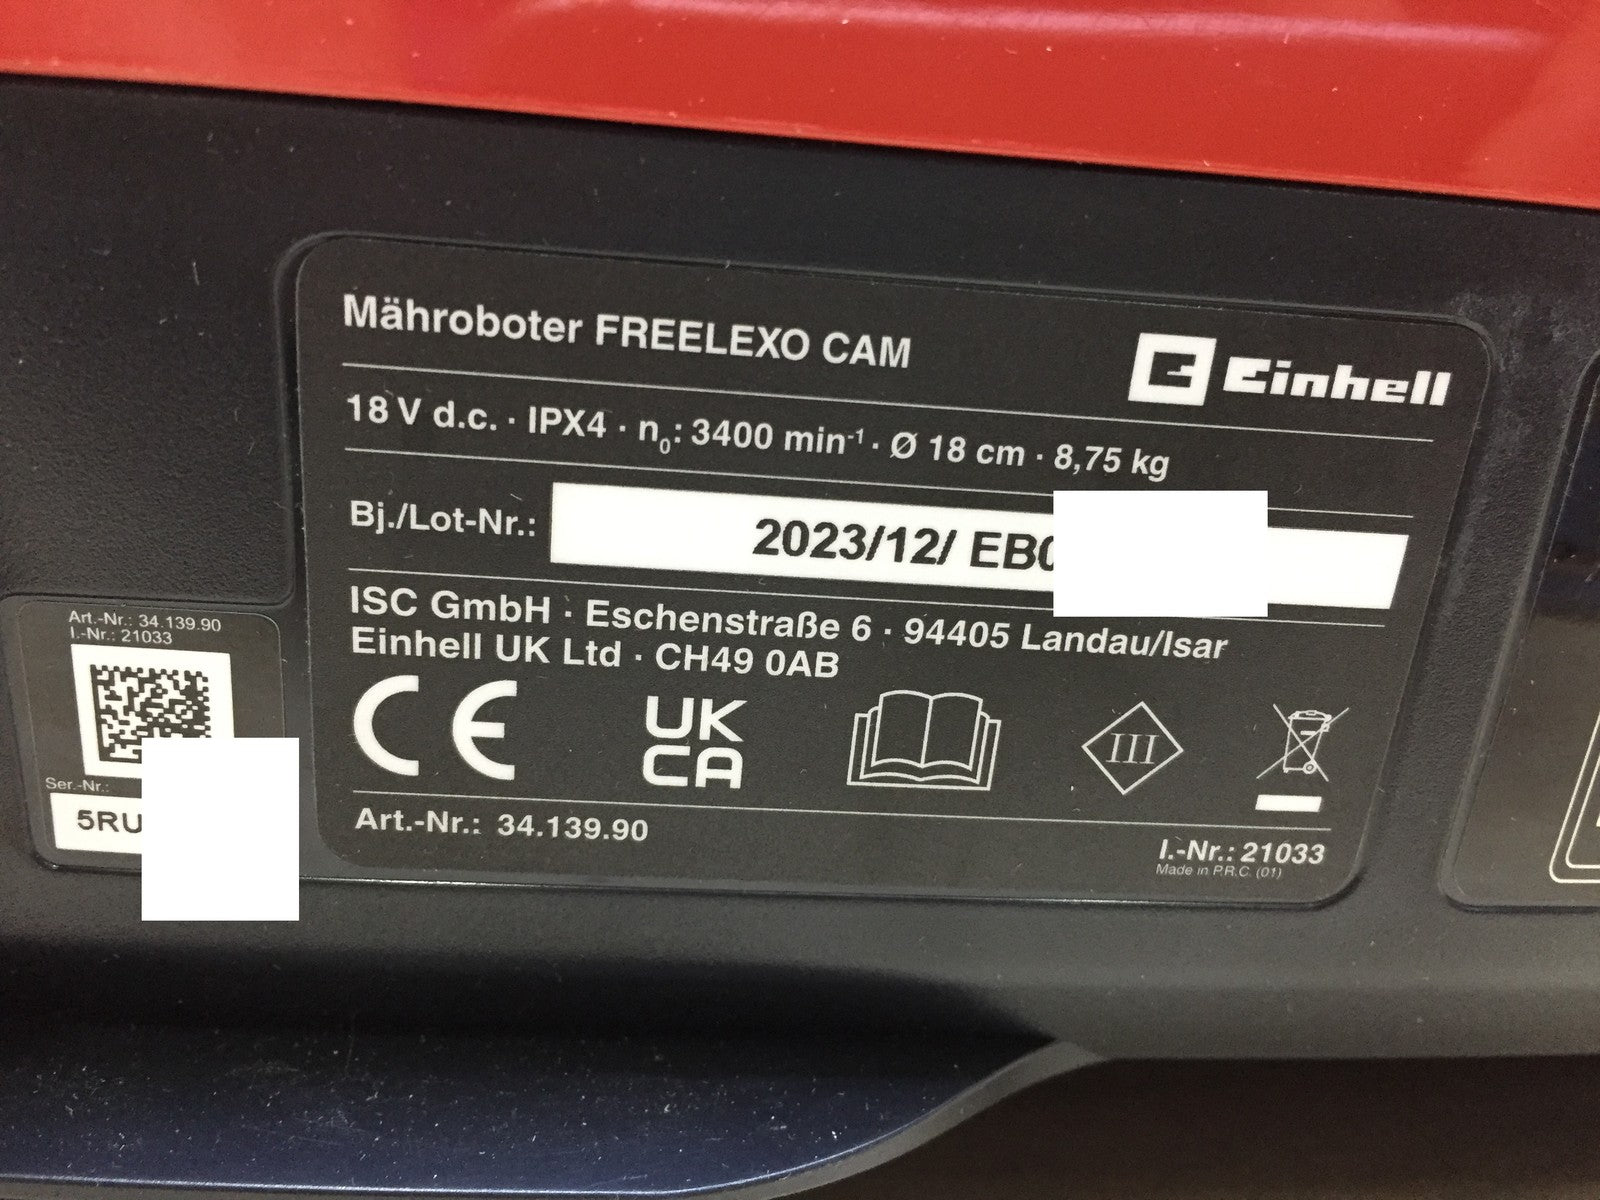 Mähroboter FREELEXO CAM
Einhell
18 V d.c. · IPX4 · n₀: 3400 min⁻¹ · Ø 18 cm · 8,75 kg
Bj./Lot-Nr.: 2023/12/ EB0
ISC GmbH · Eschenstraße 6 · 94405 Landau/Isar
Einhell UK Ltd · CH49 0AB
CE
UK
CA
III
Art.-Nr.: 34.139.90
I.-Nr.: 21033
Made in P.R.C. (01)
Art.-Nr.: 34.139.90
I.-Nr.: 21033
Ser.-Nr.:
5RU